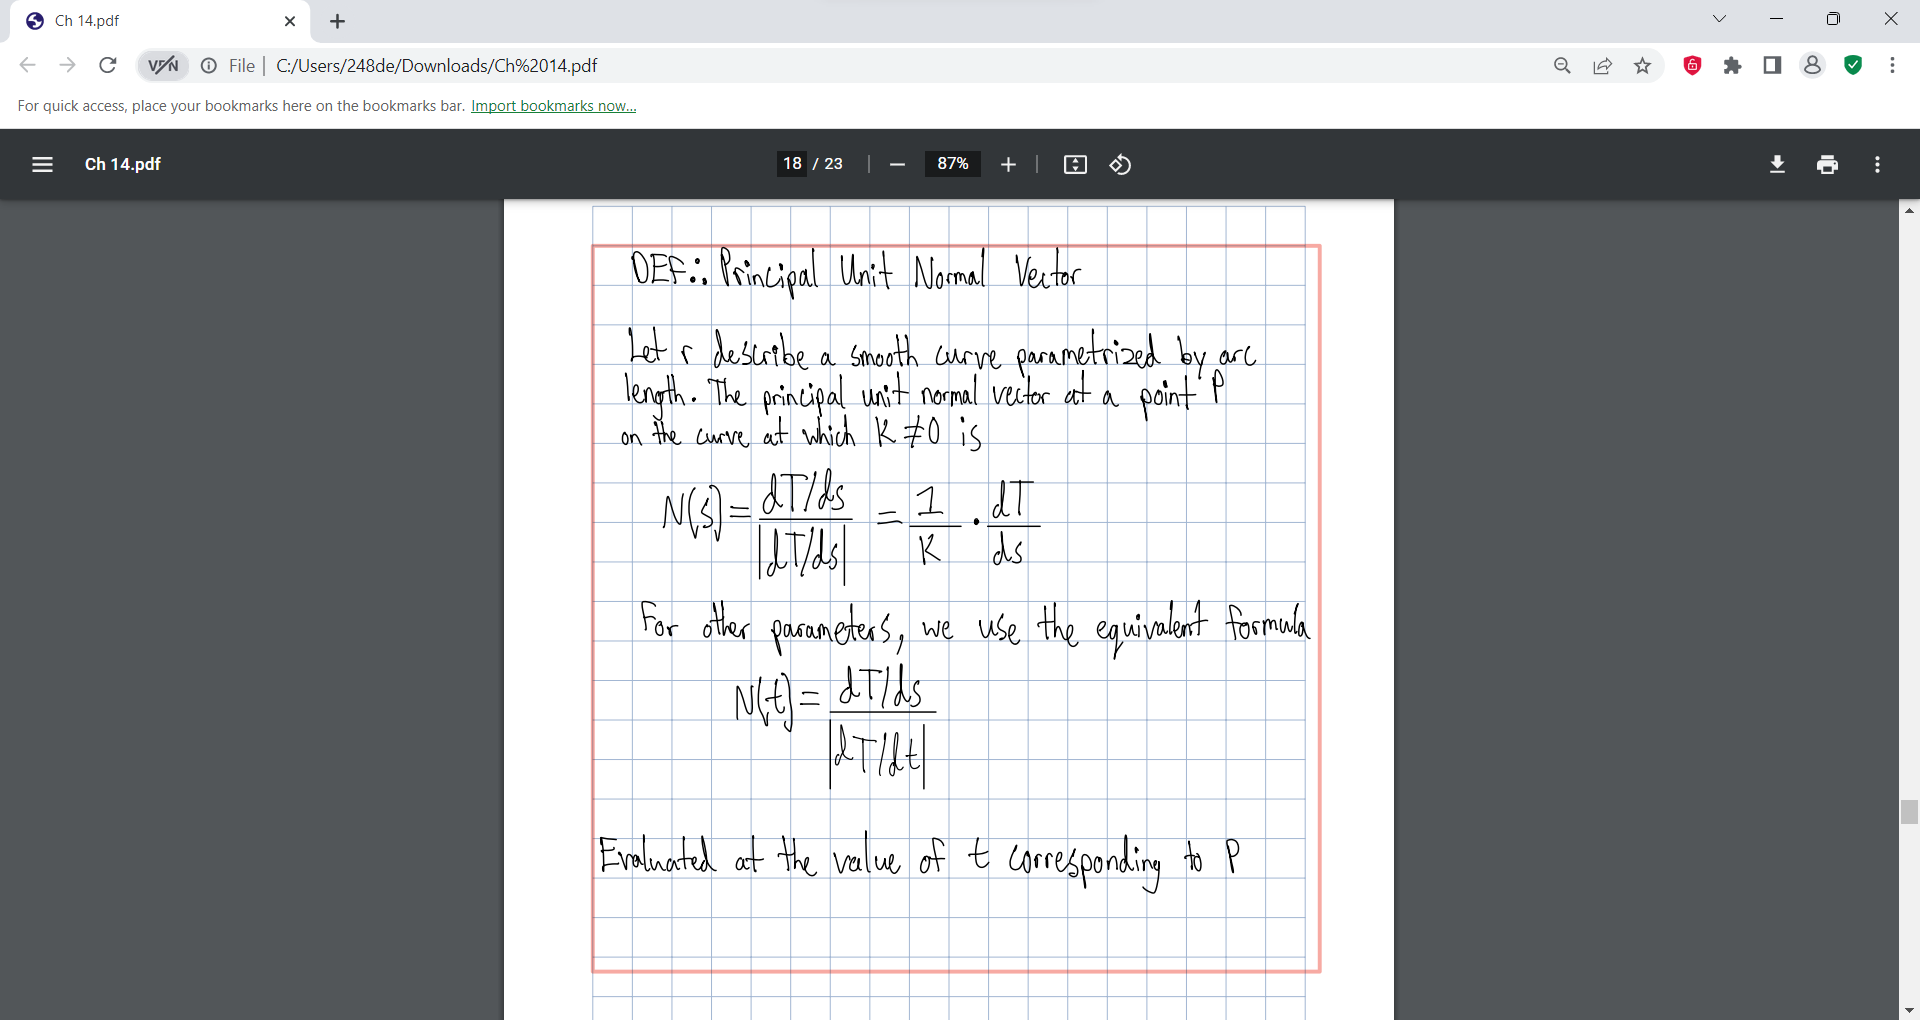 Ch 14.pdf
VPN File C:/Users/248de/Downloads/Ch%2014.pdf
For quick access, place your bookmarks here on the bookmarks bar. Import bookmarks now...
Ch 14.pdf 18 / 23 87%
DEF:. Principal Unit Normal Vector
Let r describe a smooth curve parametrized by arc
length. The principal unit normal vector at a point P
on the curve at which K ≠ 0 is
N(s) = (dT/ds) / |dT/ds| = 1/K · dT/ds
For other parameters, we use the equivalent formula
N(t) = (dT/ds) / |dT/dt|
Evaluated at the value of t corresponding to P